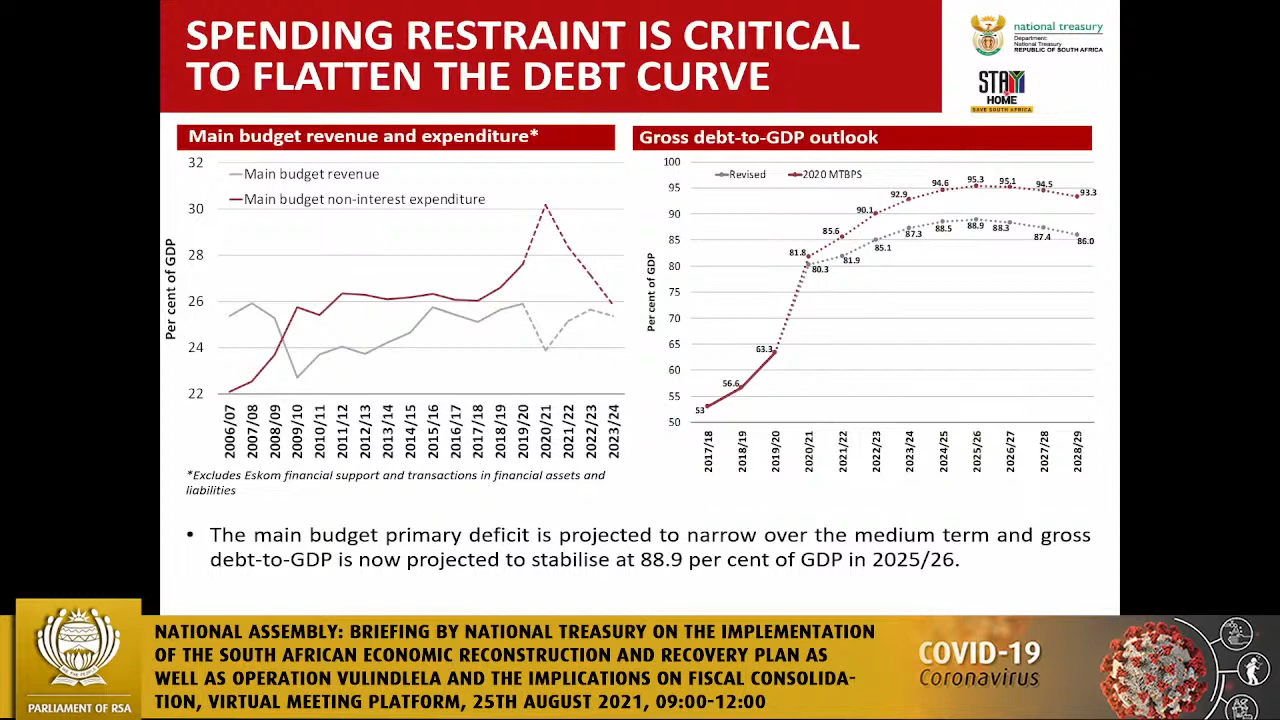 SPENDING RESTRAINT IS CRITICAL
TO FLATTEN THE DEBT CURVE
national treasury
Department:
National Treasury
REPUBLIC OF SOUTH AFRICA
STAY
HOME
SAVE SOUTH AFRICA
Main budget revenue and expenditure*
32
30
28
26
24
22
Per cent of GDP
Main budget revenue
Main budget non-interest expenditure
2006/07
2007/08
2008/09
2009/10
2010/11
2011/12
2012/13
2013/14
2014/15
2015/16
2016/17
2017/18
2018/19
2019/20
2020/21
2021/22
2022/23
2023/24
*Excludes Eskom financial support and transactions in financial assets and
liabilities
Gross debt-to-GDP outlook
100
95
90
85
80
75
70
65
60
55
50
Per cent of GDP
Revised
2020 MTBPS
53
56.6
63.3
81.8
85.6
90.1
92.9
94.6
95.3
95.1
94.5
93.3
80.3
81.9
85.1
87.3
88.5
88.9
88.3
87.4
86.0
2017/18
2018/19
2019/20
2020/21
2021/22
2022/23
2023/24
2024/25
2025/26
2026/27
2027/28
2028/29
• The main budget primary deficit is projected to narrow over the medium term and gross
debt-to-GDP is now projected to stabilise at 88.9 per cent of GDP in 2025/26.
PARLIAMENT OF RSA
NATIONAL ASSEMBLY: BRIEFING BY NATIONAL TREASURY ON THE IMPLEMENTATION
OF THE SOUTH AFRICAN ECONOMIC RECONSTRUCTION AND RECOVERY PLAN AS
WELL AS OPERATION VULINDLELA AND THE IMPLICATIONS ON FISCAL CONSOLIDA-
TION, VIRTUAL MEETING PLATFORM, 25TH AUGUST 2021, 09:00-12:00
COVID-19
Coronavirus